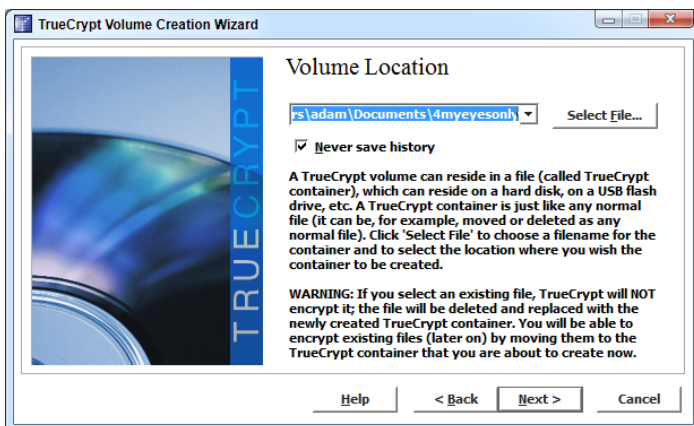 TrueCrypt Volume Creation Wizard
TRUECRYPT
Volume Location
rs\adam\Documents\4myeyesonly
Select File...
Never save history
A TrueCrypt volume can reside in a file (called TrueCrypt
container), which can reside on a hard disk, on a USB flash
drive, etc. A TrueCrypt container is just like any normal
file (it can be, for example, moved or deleted as any
normal file). Click 'Select File' to choose a filename for the
container and to select the location where you wish the
container to be created.
WARNING: If you select an existing file, TrueCrypt will NOT
encrypt it; the file will be deleted and replaced with the
newly created TrueCrypt container. You will be able to
encrypt existing files (later on) by moving them to the
TrueCrypt container that you are about to create now.
Help
< Back
Next >
Cancel